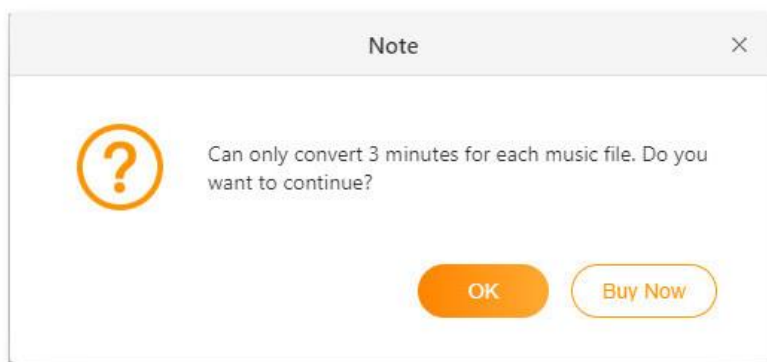 Note
Can only convert 3 minutes for each music file. Do you
want to continue?
OK
Buy Now